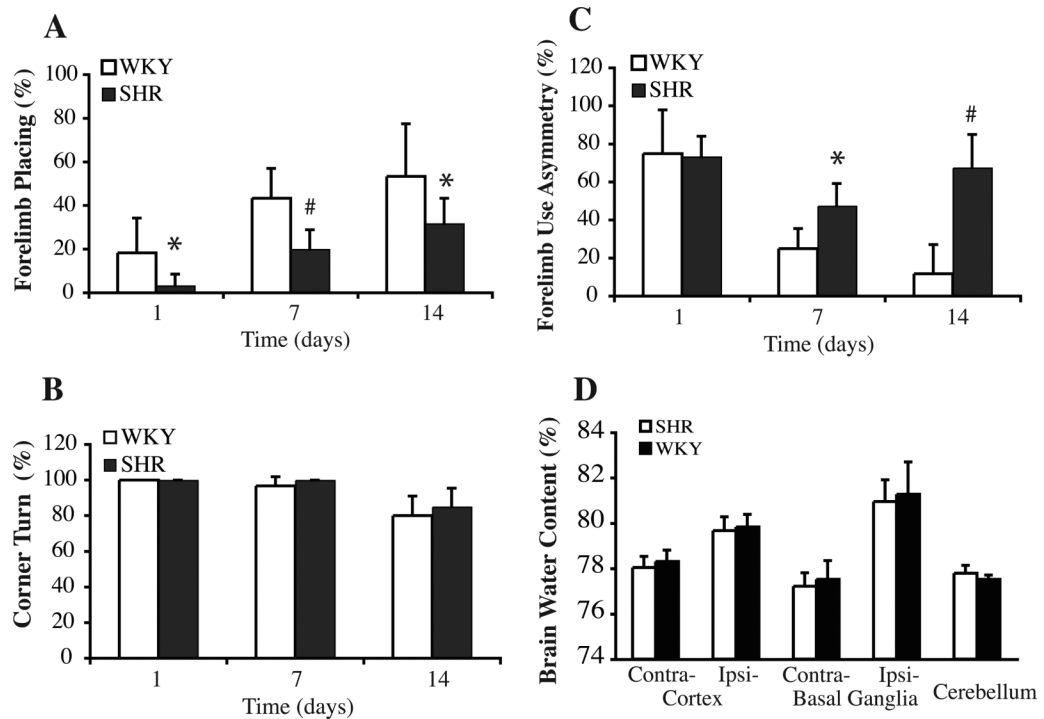 A
WKY
SHR
Forelimb Placing (%)
100
80
60
40
20
0
*
#
*
1 7 14
Time (days)
C
WKY
SHR
Forelimb Use Asymmetry (%)
120
100
80
60
40
20
0
*
#
1 7 14
Time (days)
B
WKY
SHR
Corner Turn (%)
120
100
80
60
40
20
0
1 7 14
Time (days)
D
SHR
WKY
Brain Water Content (%)
84
82
80
78
76
74
Contra- Ipsi- Contra- Ipsi- Cerebellum
Cortex Basal Ganglia